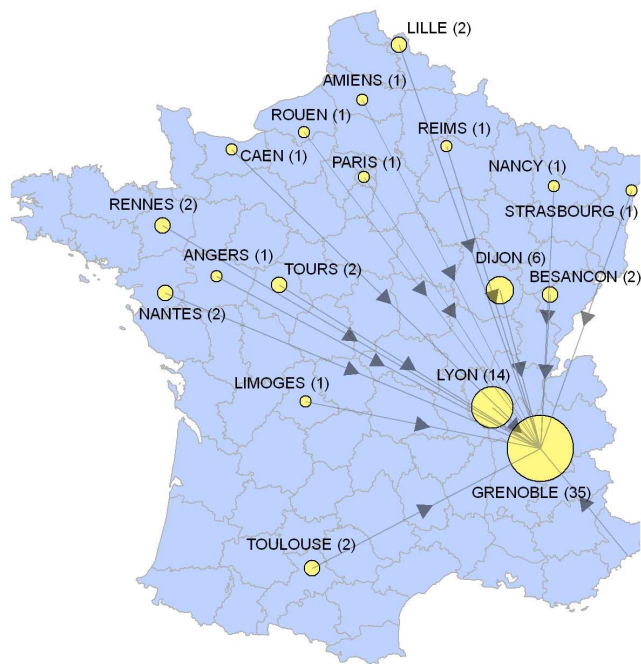 LILLE (2)
AMIENS (1)
ROUEN (1)
REIMS (1)
CAEN (1)
PARIS (1)
NANCY (1)
RENNES (2)
STRASBOURG (1)
ANGERS (1)
TOURS (2)
DIJON (6)
BESANCON (2)
NANTES (2)
LYON (14)
LIMOGES (1)
GRENOBLE (35)
TOULOUSE (2)